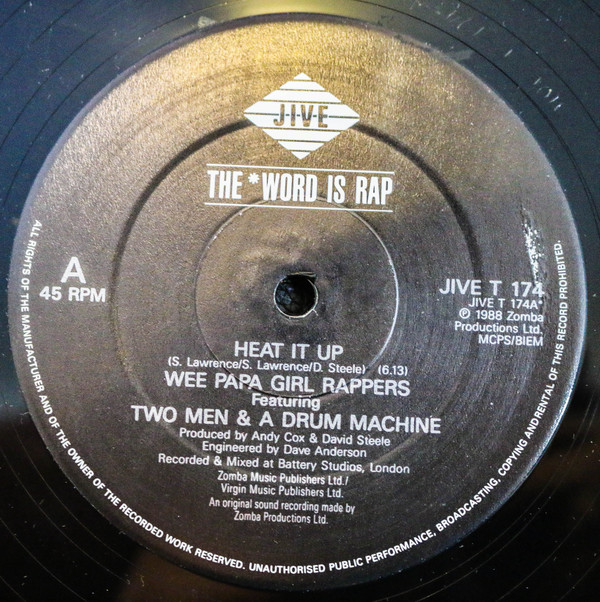 JIVE
THE *WORD IS RAP
A
45 RPM
JIVE T 174
JIVE T 174A*
℗ 1988 Zomba
Productions Ltd.
MCPS/BIEM
HEAT IT UP
(S. Lawrence/S. Lawrence/D. Steele) (6.13)
WEE PAPA GIRL RAPPERS
Featuring
TWO MEN & A DRUM MACHINE
Produced by Andy Cox & David Steele
Engineered by Dave Anderson
Recorded & Mixed at Battery Studios, London
Zomba Music Publishers Ltd./
Virgin Music Publishers Ltd.
An original sound recording made by
Zomba Productions Ltd.
ALL RIGHTS OF THE MANUFACTURER AND OF THE OWNER OF THE RECORDED WORK RESERVED. UNAUTHORISED PUBLIC PERFORMANCE, BROADCASTING, COPYING AND RENTAL OF THIS RECORD PROHIBITED.